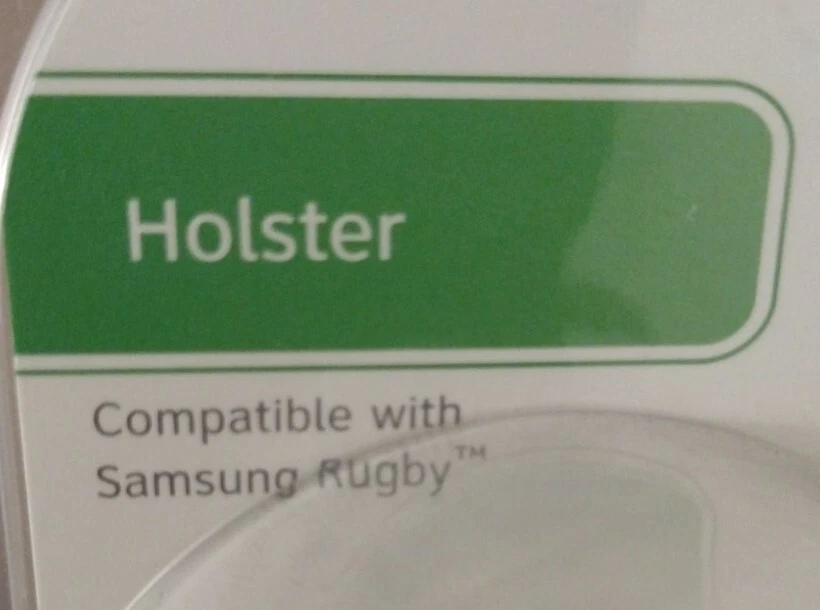 Holster
Compatible with
Samsung Rugby™